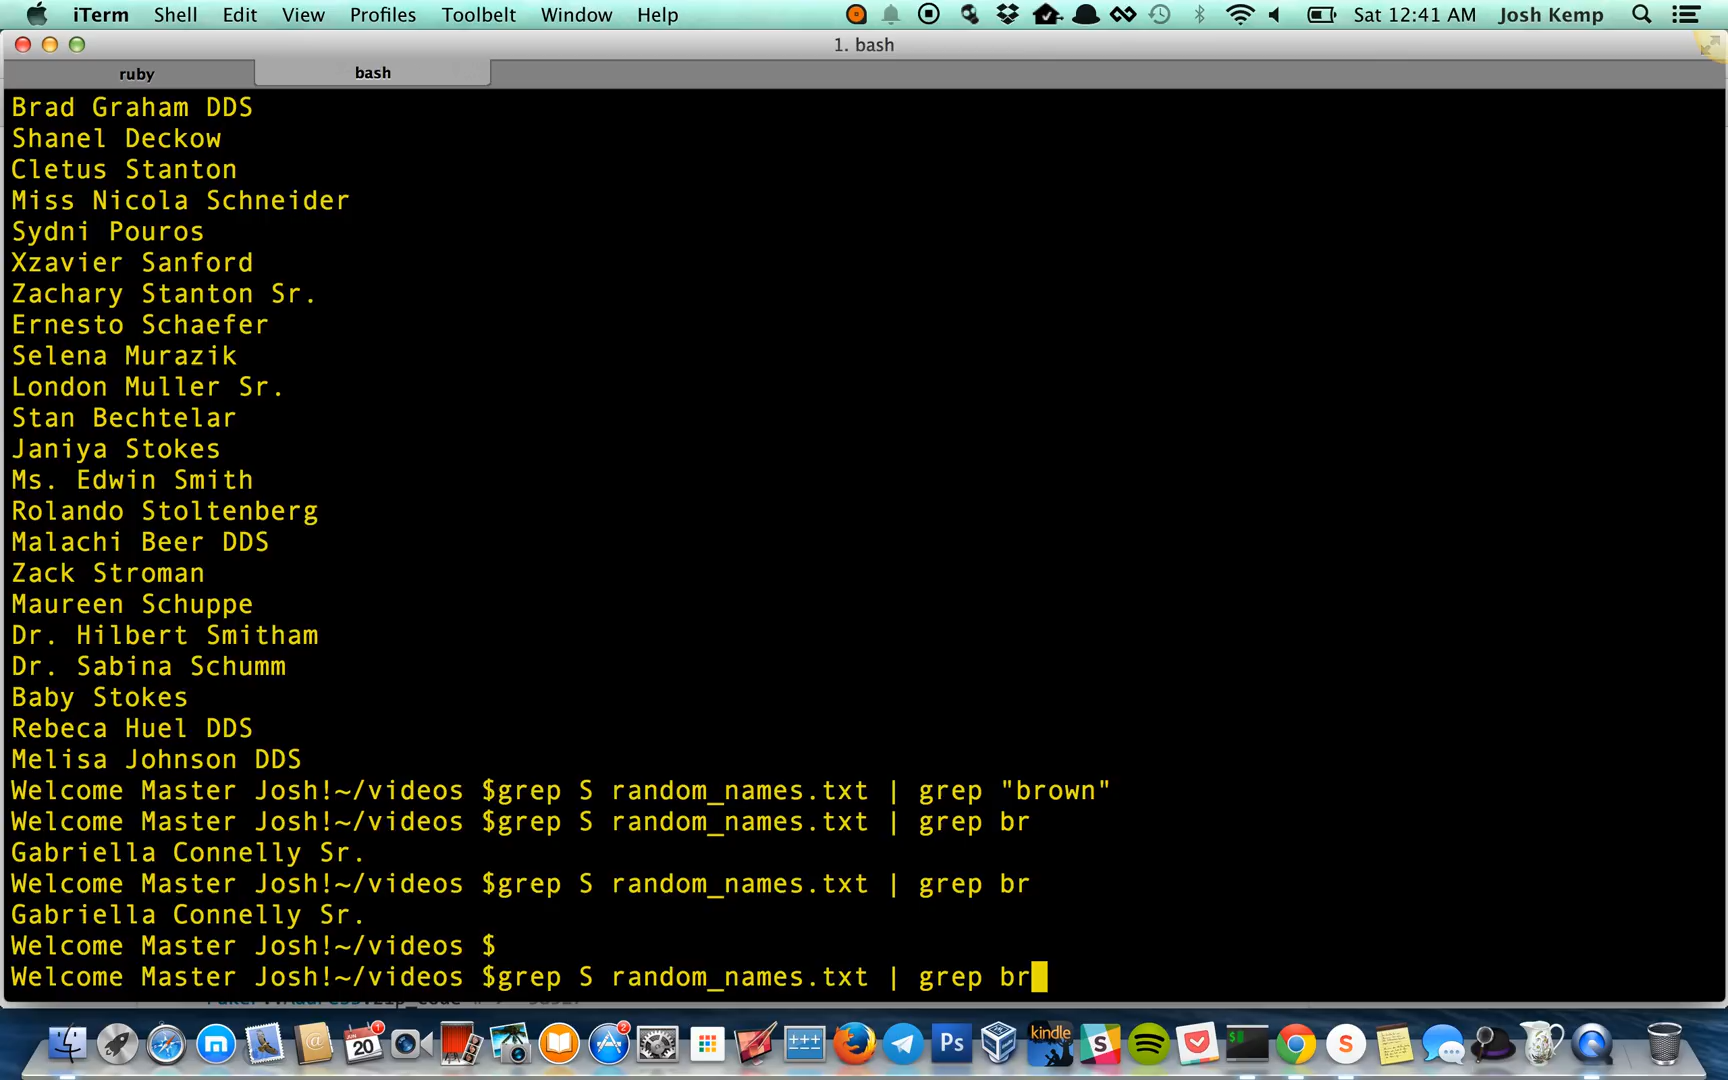 iTerm Shell Edit View Profiles Toolbelt Window Help Sat 12:41 AM Josh Kemp
1. bash
ruby bash
Brad Graham DDS
Shanel Deckow
Cletus Stanton
Miss Nicola Schneider
Sydni Pouros
Xzavier Sanford
Zachary Stanton Sr.
Ernesto Schaefer
Selena Murazik
London Muller Sr.
Stan Bechtelar
Janiya Stokes
Ms. Edwin Smith
Rolando Stoltenberg
Malachi Beer DDS
Zack Stroman
Maureen Schuppe
Dr. Hilbert Smitham
Dr. Sabina Schumm
Baby Stokes
Rebeca Huel DDS
Melisa Johnson DDS
Welcome Master Josh!~/videos $grep S random_names.txt | grep "brown"
Welcome Master Josh!~/videos $grep S random_names.txt | grep br
Gabriella Connelly Sr.
Welcome Master Josh!~/videos $grep S random_names.txt | grep br
Gabriella Connelly Sr.
Welcome Master Josh!~/videos $
Welcome Master Josh!~/videos $grep S random_names.txt | grep br
20 1 2 Ps kindle